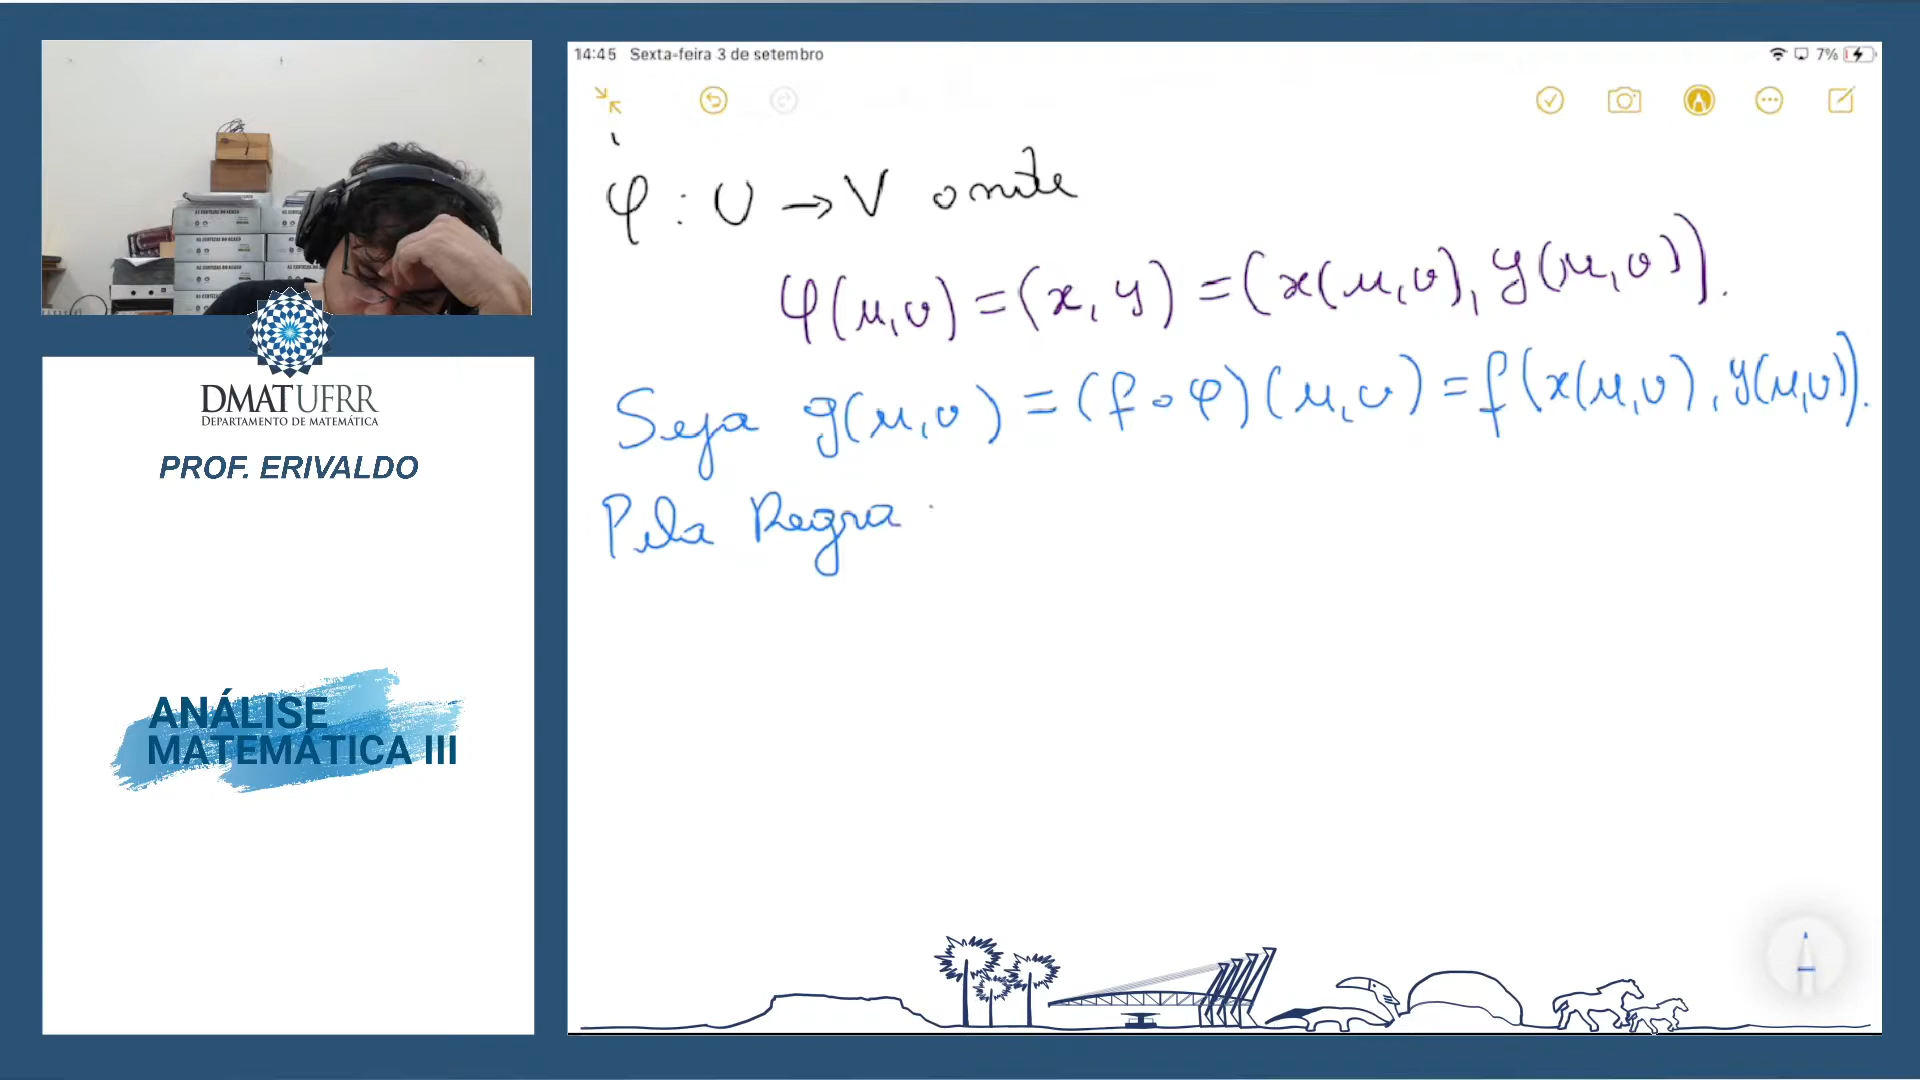 14:45 Sexta-feira 3 de setembro
7%
φ : U → V onde
φ(u,v) = (x, y) = (x(u,v), y(u,v)).
Seja g(u,v) = (f∘φ)(u,v) = f(x(u,v), y(u,v)).
Pela Regra
DMATUFRR
DEPARTAMENTO DE MATEMÁTICA
PROF. ERIVALDO
ANÁLISE
MATEMÁTICA III